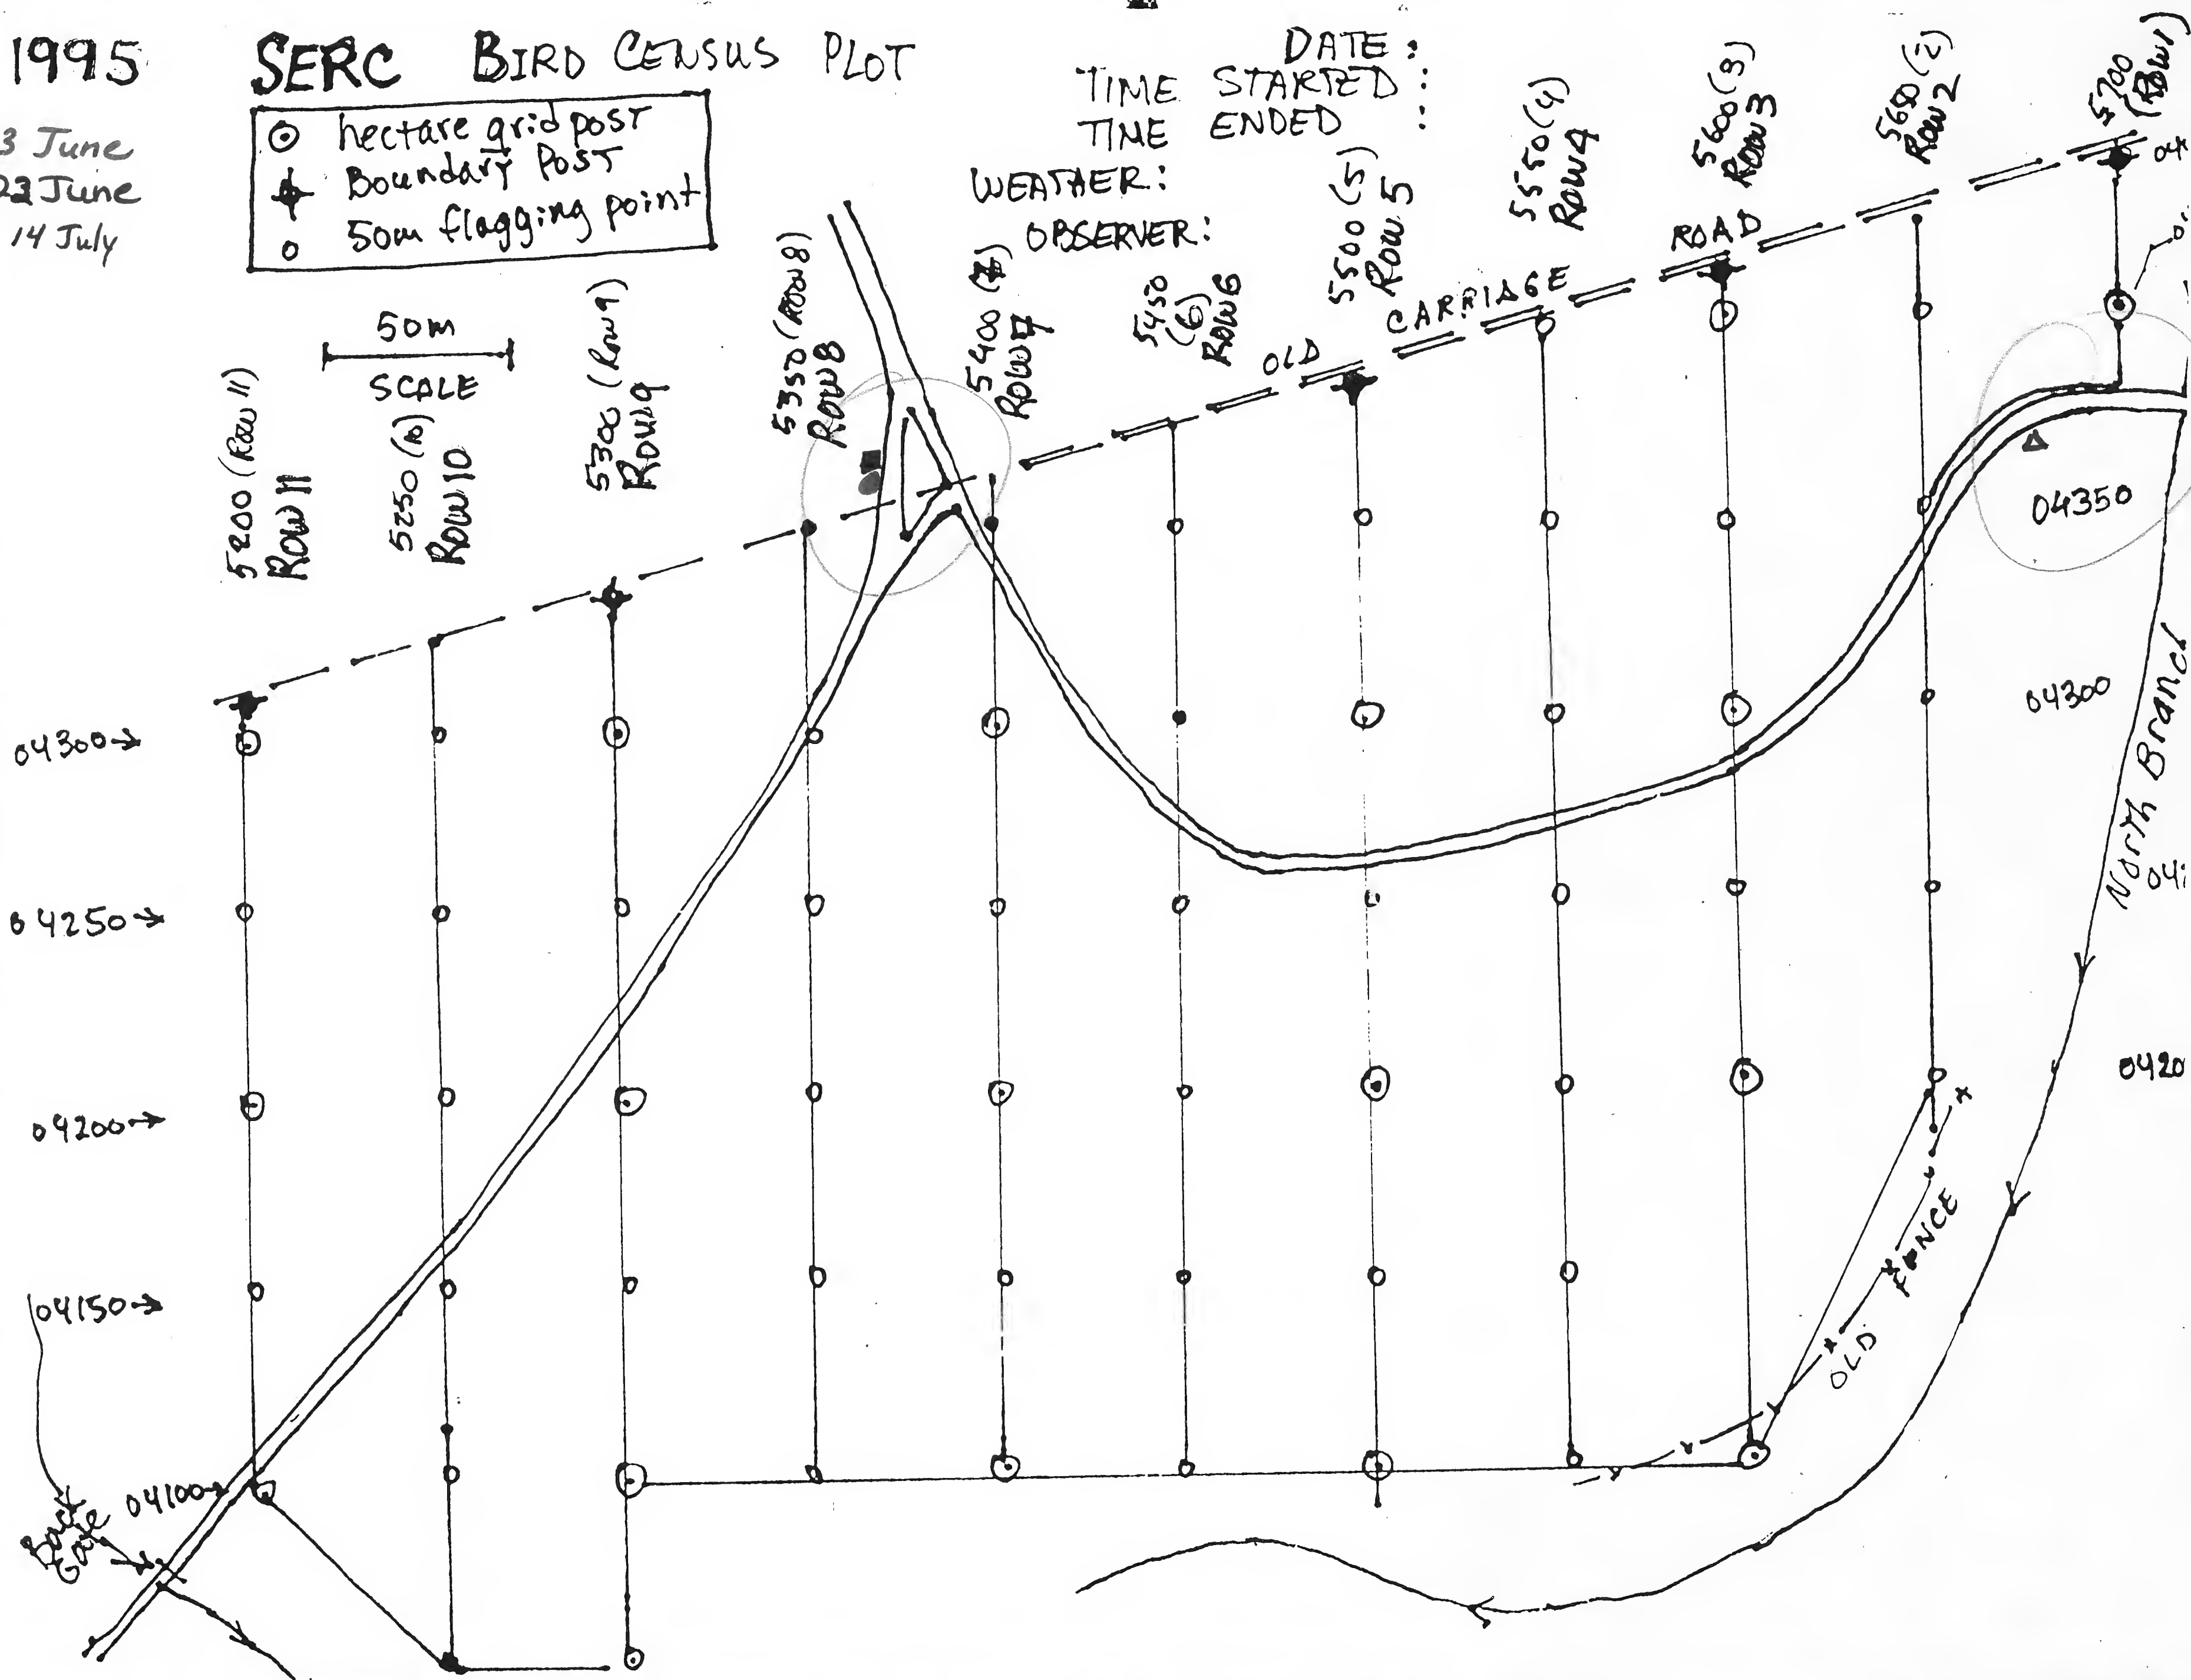 1995 SERC BIRD CENSUS PLOT
3 June
23 June
14 July
hectare grid post
Boundary Post
50m flagging point
DATE:
TIME STARTED:
TIME ENDED :
WEATHER:
OBSERVER:
50m
SCALE
5200 (Row 11)
ROW 11
5250 (10)
ROW 10
5300 (Row 9)
ROW 9
5350 (ROW 8)
ROW 8
5400 (7)
ROW 7
5450
(6)
ROW 6
5500 (5)
ROW 5
5550 (4)
ROW 4
5600 (3)
ROW 3
5650 (2)
ROW 2
5700
(ROW 1)
OLD CARRIAGE ROAD
04350
04300→
04300
04250→
04200→
0420
04150→
04100→
North Branch
OLD FENCE
Back
Gate